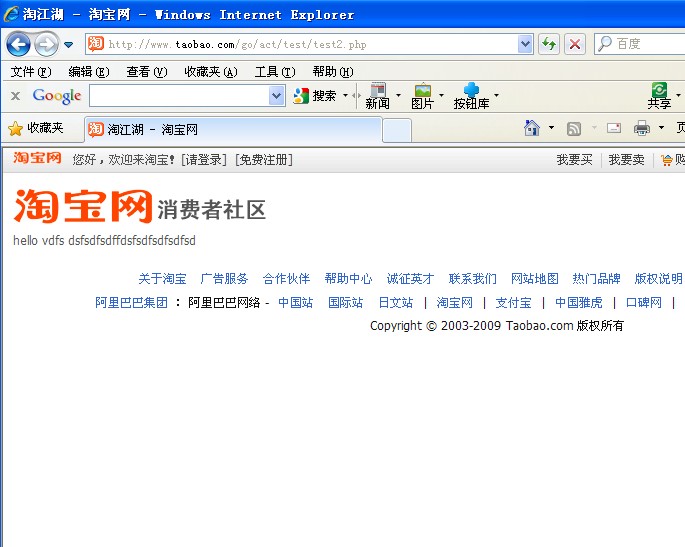 淘江湖 - 淘宝网 - Windows Internet Explorer
http://www.taobao.com/go/act/test/test2.php 百度
文件(F) 编辑(E) 查看(V) 收藏夹(A) 工具(T) 帮助(H)
x Google 搜索 新闻 图片 按钮库 共享
收藏夹 淘江湖 - 淘宝网
淘宝网 您好，欢迎来淘宝! [请登录] [免费注册] 我要买 我要卖 购
淘宝网 消费者社区
hello vdfs dsfsdfsdffdsfsdfsdfsdfsd
关于淘宝 广告服务 合作伙伴 帮助中心 诚征英才 联系我们 网站地图 热门品牌 版权说明
阿里巴巴集团 : 阿里巴巴网络 - 中国站 国际站 日文站 | 淘宝网 | 支付宝 | 中国雅虎 | 口碑网 |
Copyright © 2003-2009 Taobao.com 版权所有